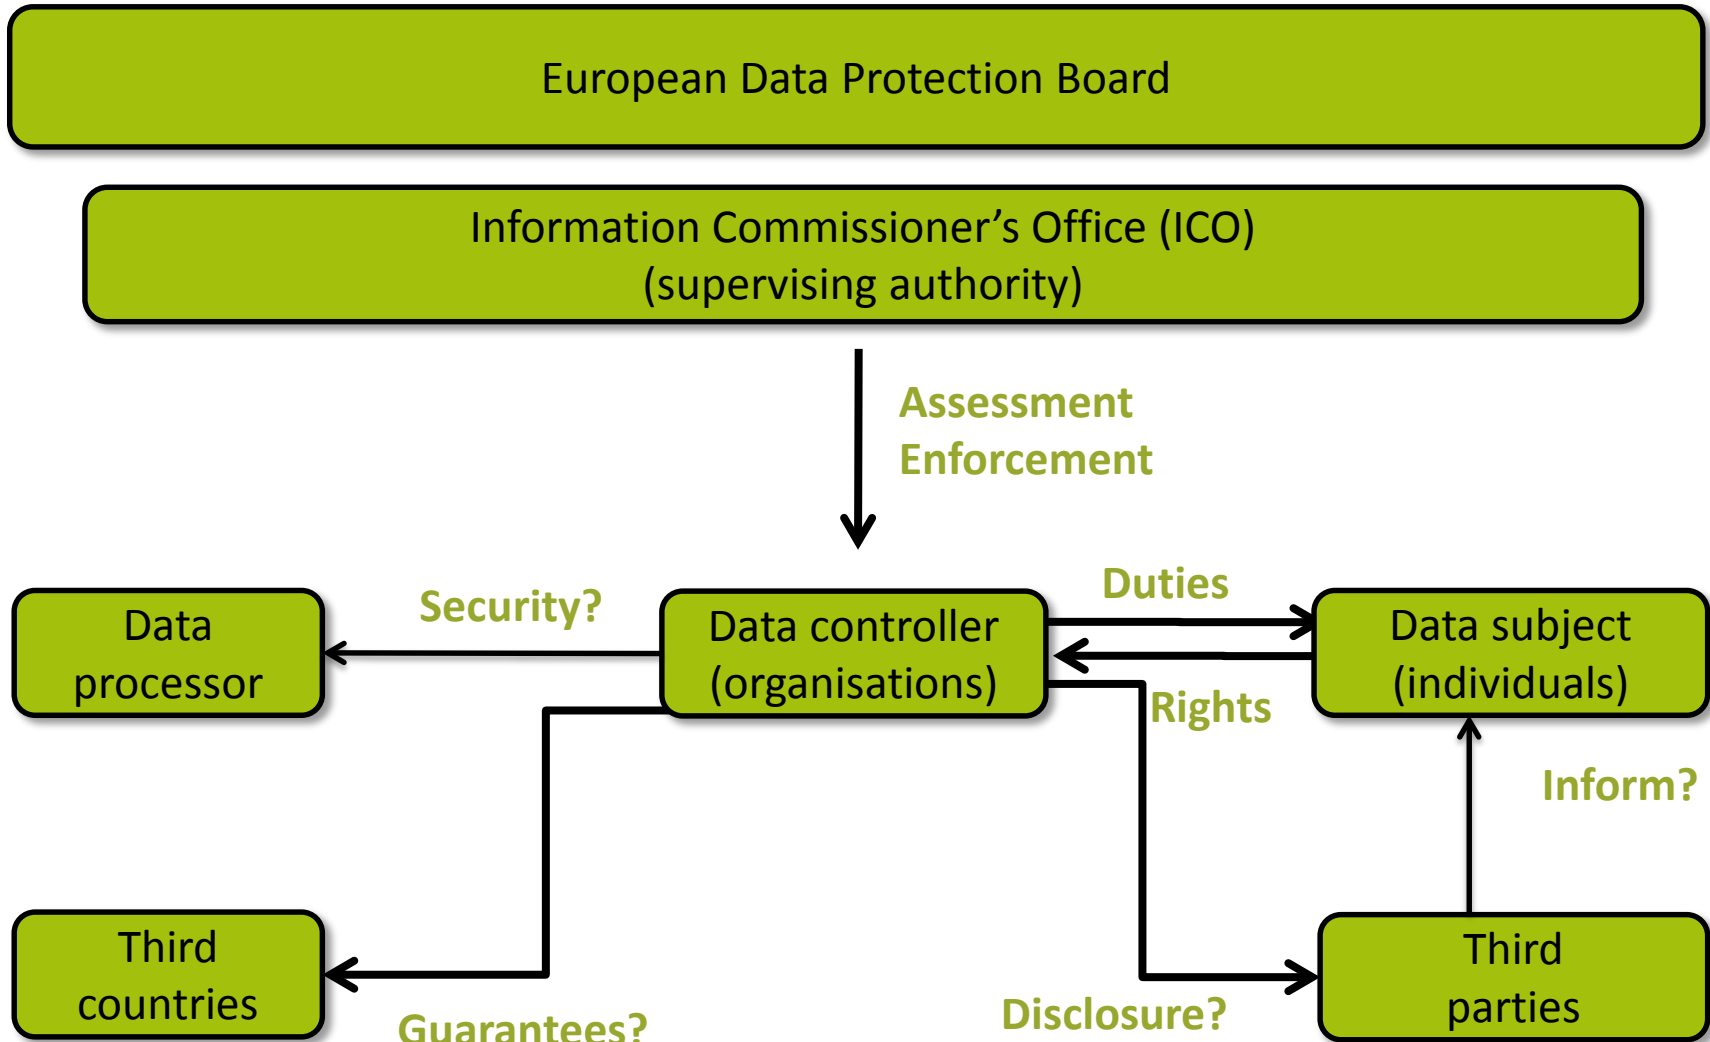 European Data Protection Board
Information Commissioner’s Office (ICO)
(supervising authority)
Assessment
Enforcement
Data
processor
Security?
Data controller
(organisations)
Duties
Rights
Data subject
(individuals)
Inform?
Third
countries
Guarantees?
Disclosure?
Third
parties